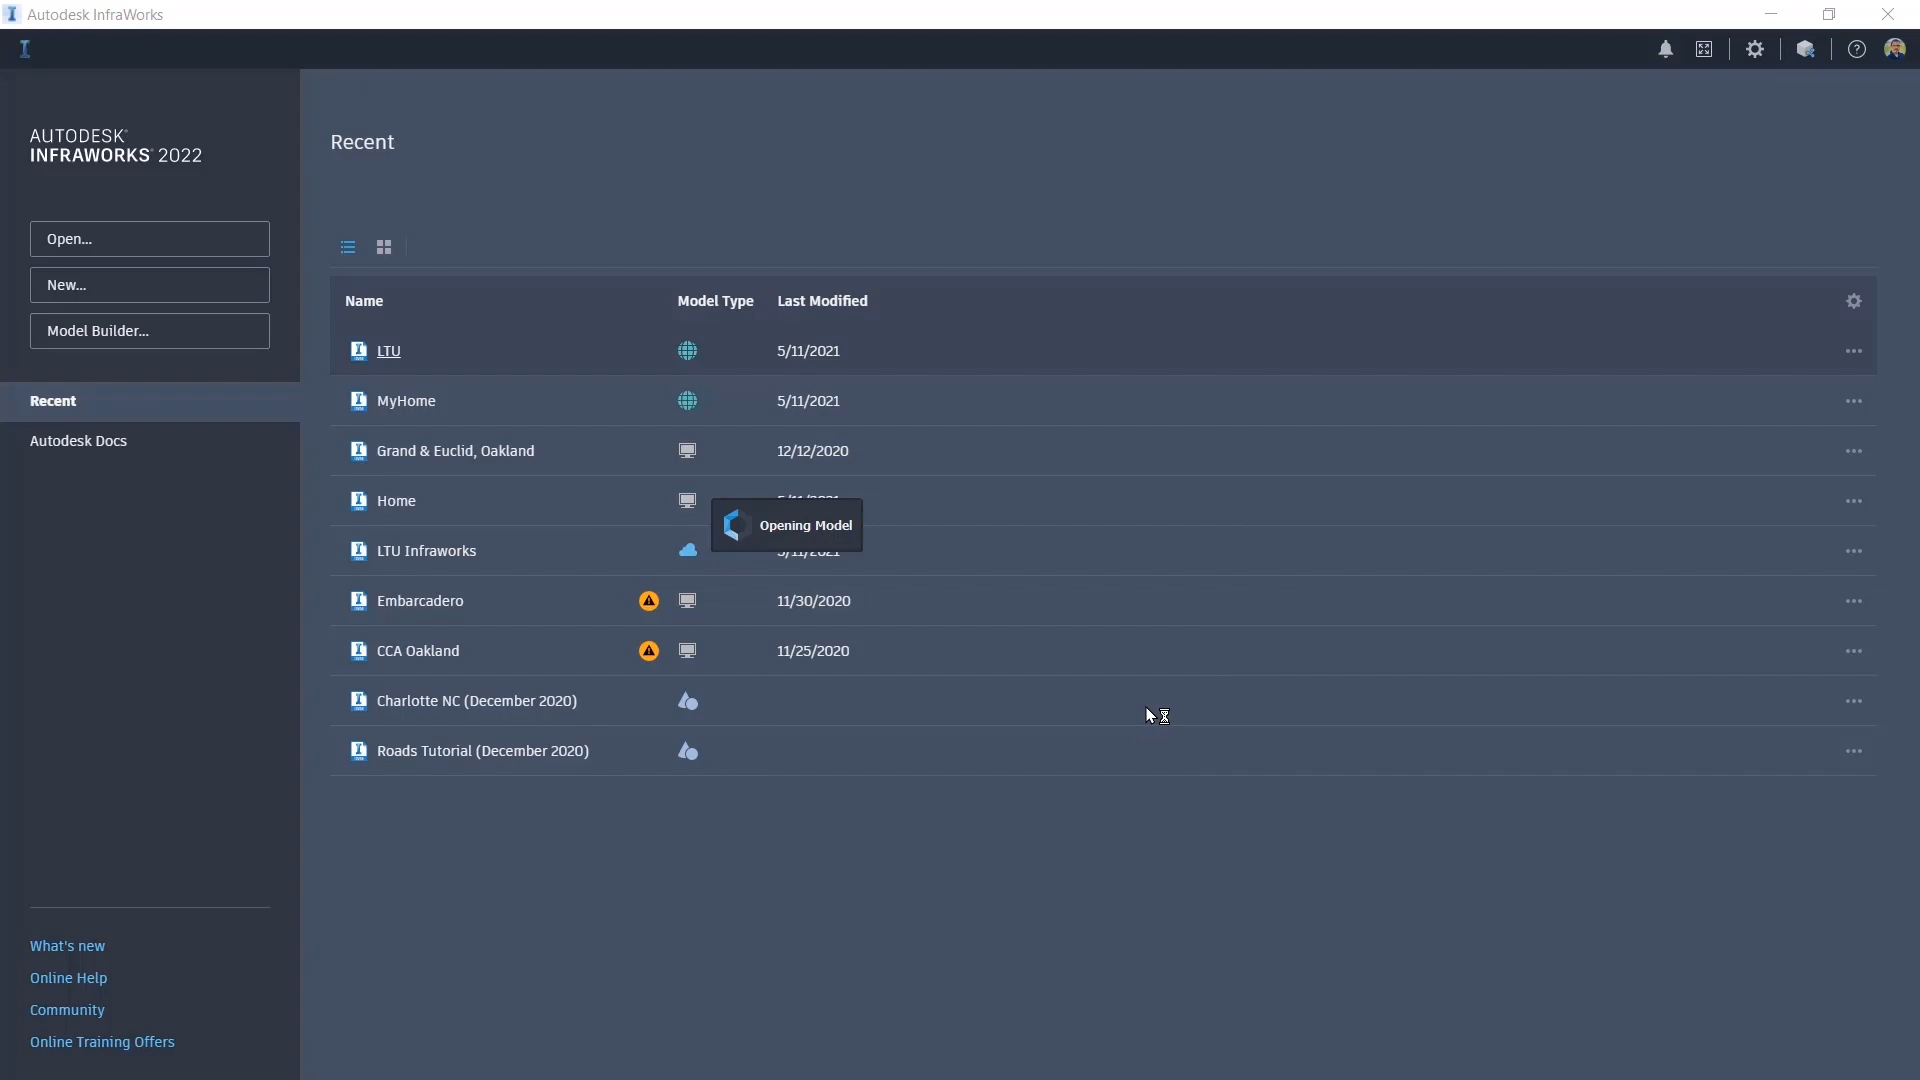 Autodesk InfraWorks
AUTODESK®
INFRAWORKS® 2022
Open...
New...
Model Builder...
Recent
Autodesk Docs
What's new
Online Help
Community
Online Training Offers
Recent
Name Model Type Last Modified
LTU 5/11/2021
MyHome 5/11/2021
Grand & Euclid, Oakland 12/12/2020
Home
Opening Model
LTU Infraworks
Embarcadero 11/30/2020
CCA Oakland 11/25/2020
Charlotte NC (December 2020)
Roads Tutorial (December 2020)